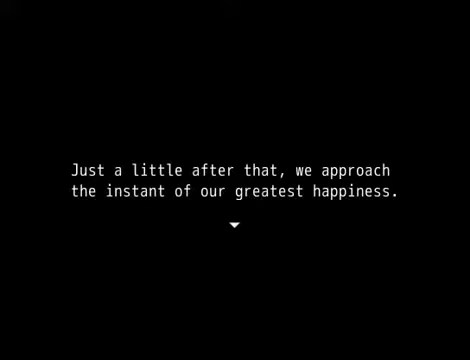 Just a little after that, we approach
the instant of our greatest happiness.